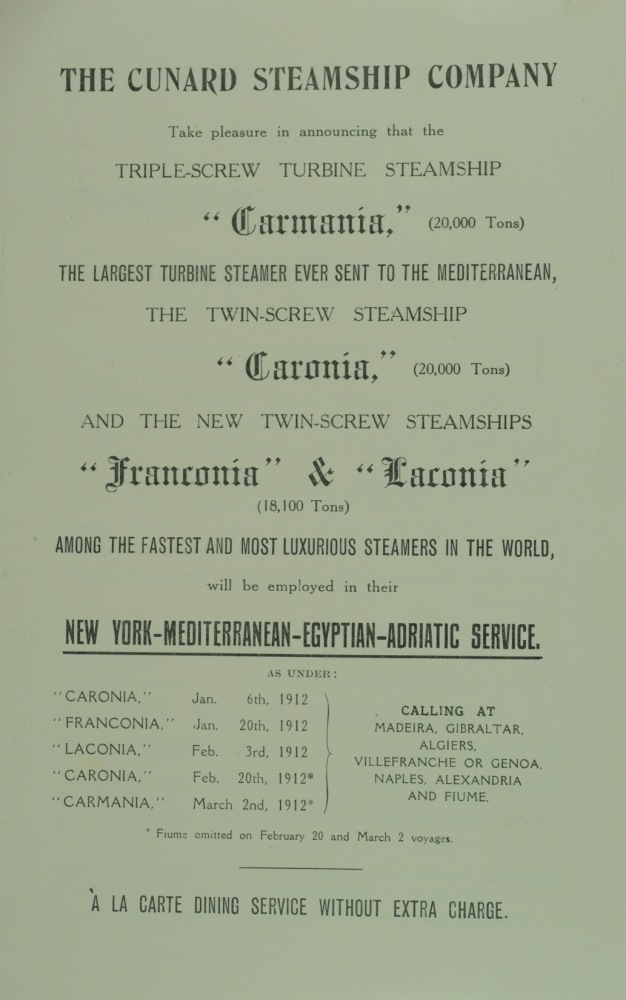 THE CUNARD STEAMSHIP COMPANY
Take pleasure in announcing that the
TRIPLE-SCREW TURBINE STEAMSHIP
"Carmania," (20,000 Tons)
THE LARGEST TURBINE STEAMER EVER SENT TO THE MEDITERRANEAN,
THE TWIN-SCREW STEAMSHIP
"Caronia," (20,000 Tons)
AND THE NEW TWIN-SCREW STEAMSHIPS
"Franconia" & "Laconia"
(18,100 Tons)
AMONG THE FASTEST AND MOST LUXURIOUS STEAMERS IN THE WORLD,
will be employed in their
NEW YORK-MEDITERRANEAN-EGYPTIAN-ADRIATIC SERVICE.
AS UNDER:
"CARONIA," Jan. 6th, 1912
"FRANCONIA," Jan. 20th, 1912
"LACONIA," Feb. 3rd, 1912
"CARONIA," Feb. 20th, 1912*
"CARMANIA," March 2nd, 1912*
CALLING AT
MADEIRA, GIBRALTAR,
ALGIERS,
VILLEFRANCHE OR GENOA,
NAPLES, ALEXANDRIA
AND FIUME.
* Fiume omitted on February 20 and March 2 voyages.
À LA CARTE DINING SERVICE WITHOUT EXTRA CHARGE.